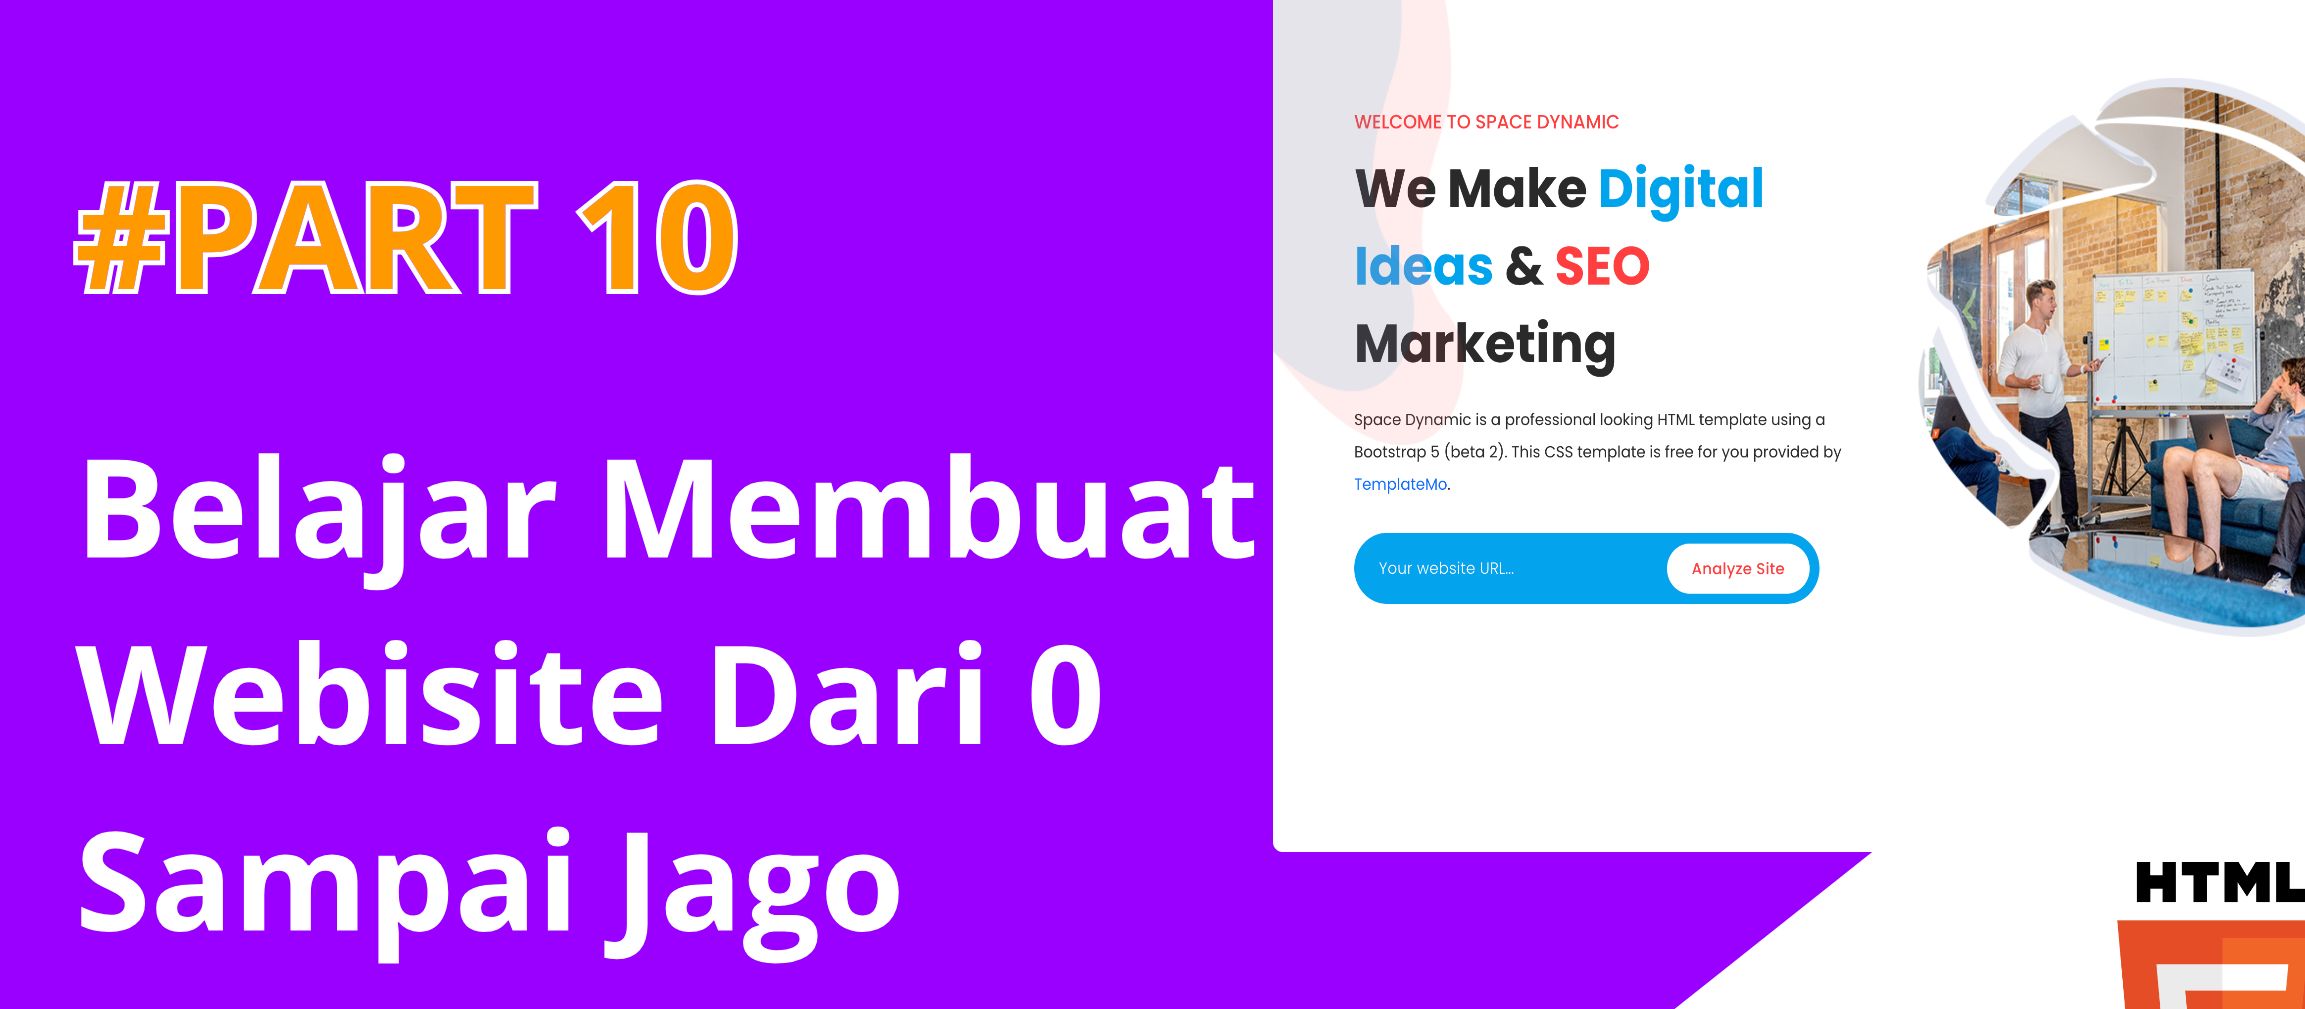 #PART 10
Belajar Membuat
Webisite Dari 0
Sampai Jago
WELCOME TO SPACE DYNAMIC
We Make Digital
Ideas & SEO
Marketing
Space Dynamic is a professional looking HTML template using a
Bootstrap 5 (beta 2). This CSS template is free for you provided by
TemplateMo.
Your website URL...
Analyze Site
HTML